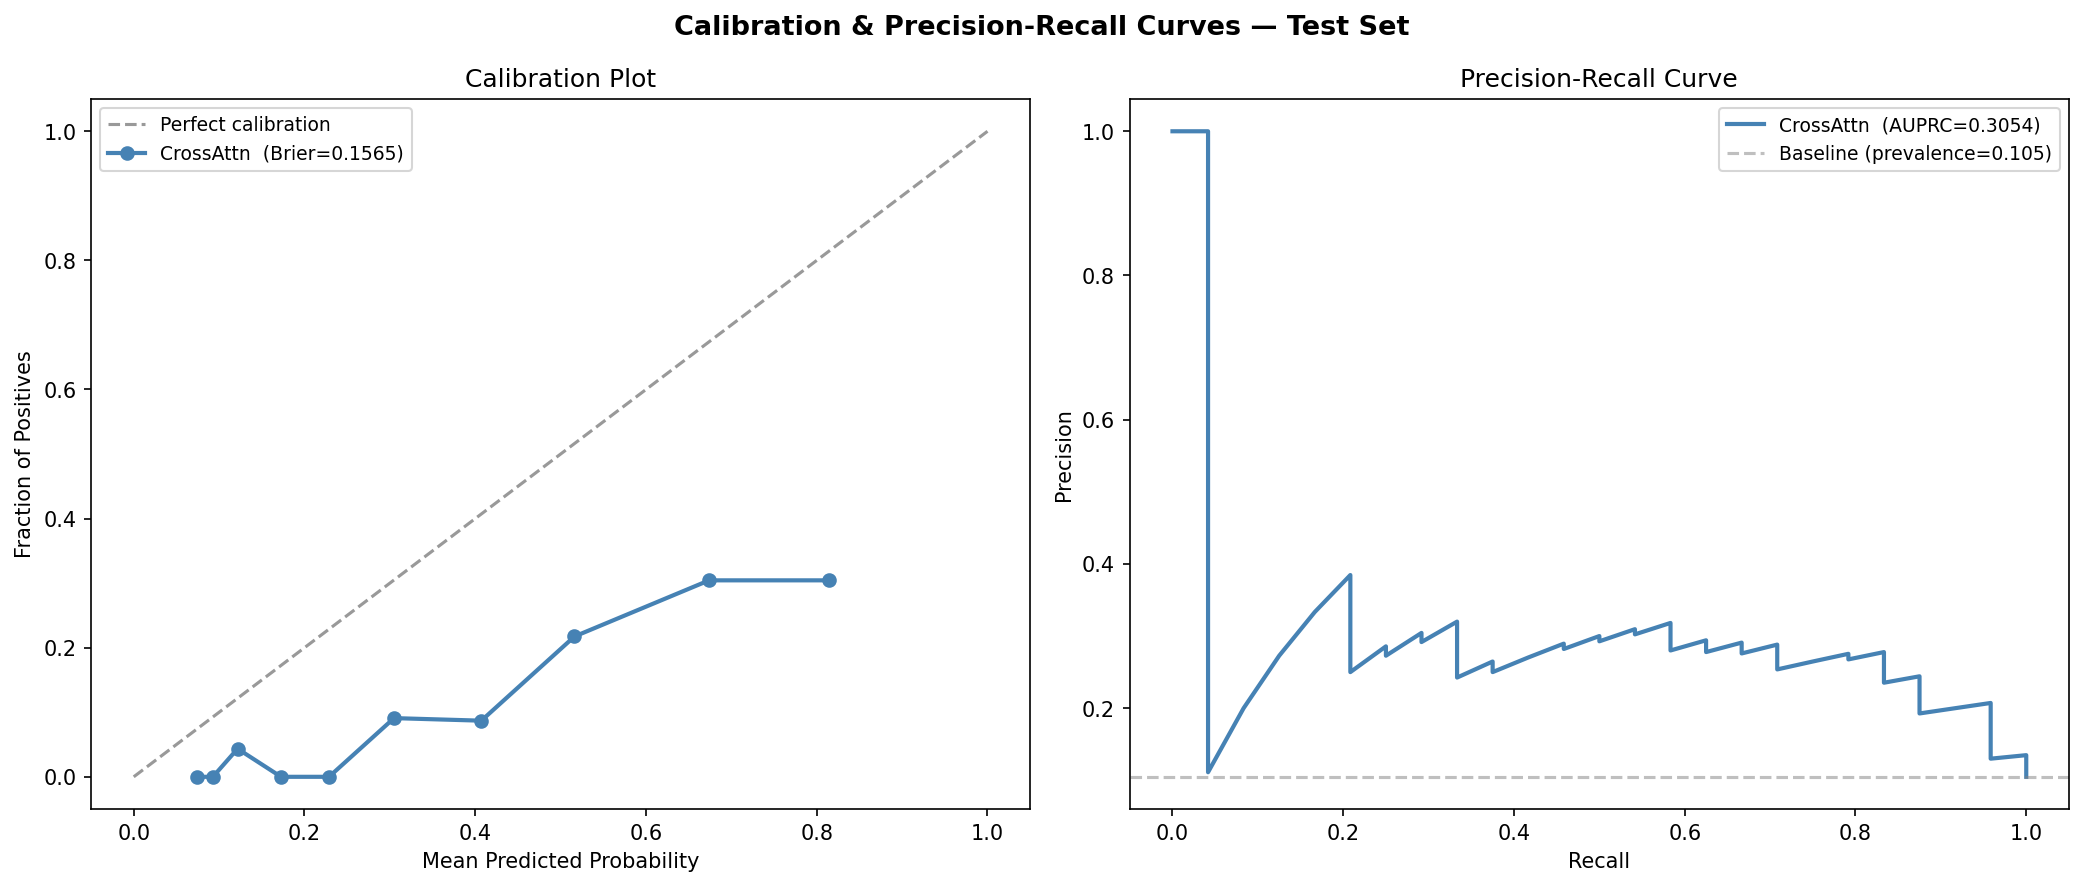 Calibration & Precision-Recall Curves — Test Set
Calibration Plot
Perfect calibration
CrossAttn (Brier=0.1565)
Fraction of Positives
1.0
0.8
0.6
0.4
0.2
0.0
0.0 0.2 0.4 0.6 0.8 1.0
Mean Predicted Probability
Precision-Recall Curve
CrossAttn (AUPRC=0.3054)
Baseline (prevalence=0.105)
Precision
1.0
0.8
0.6
0.4
0.2
0.0 0.2 0.4 0.6 0.8 1.0
Recall